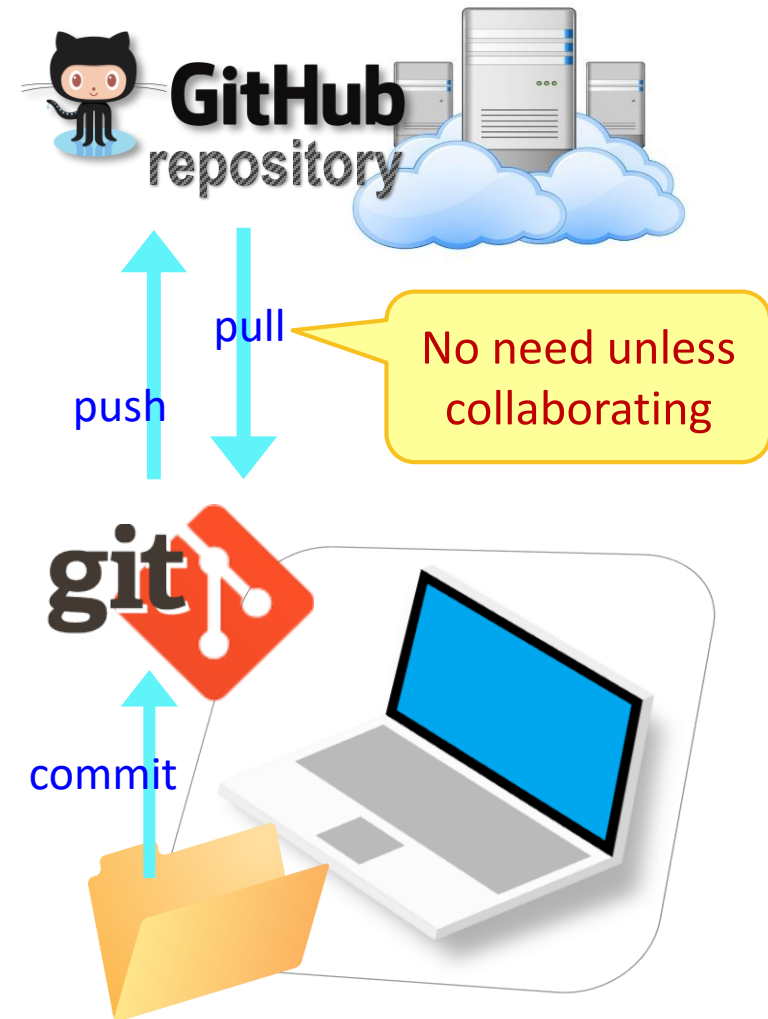 GitHub
repository
pull
No need unless
collaborating
push
git
commit